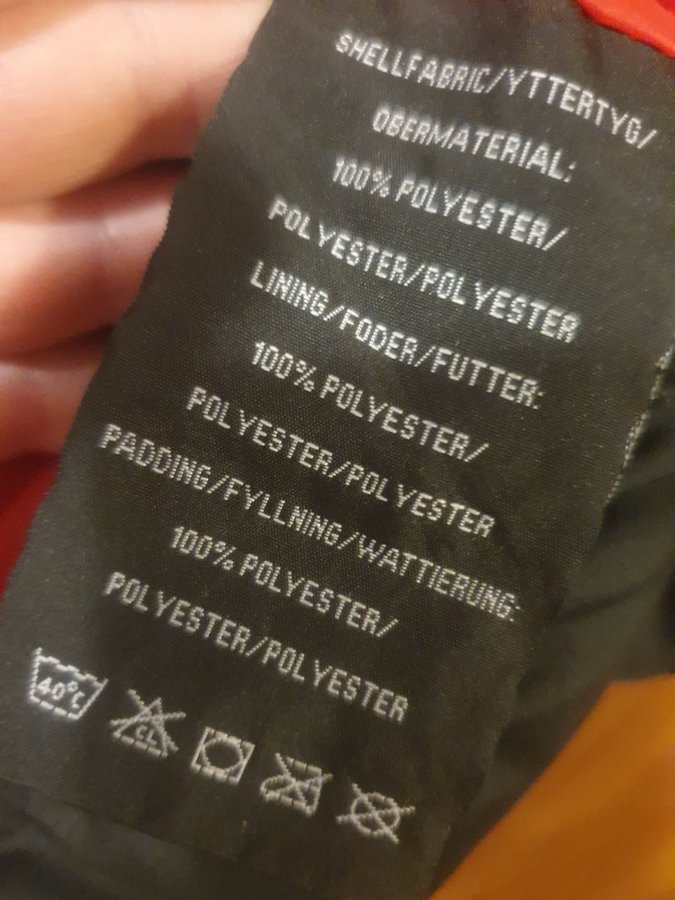 SHELLFABRIC/YTTERTYG/
OBERMATERIAL:
100% POLYESTER/
POLYESTER/POLYESTER
LINING/FODER/FUTTER:
100% POLYESTER/
POLYESTER/POLYESTER
PADDING/FYLLNING/WATTIERUNG:
100% POLYESTER/
POLYESTER/POLYESTER
40°C CL